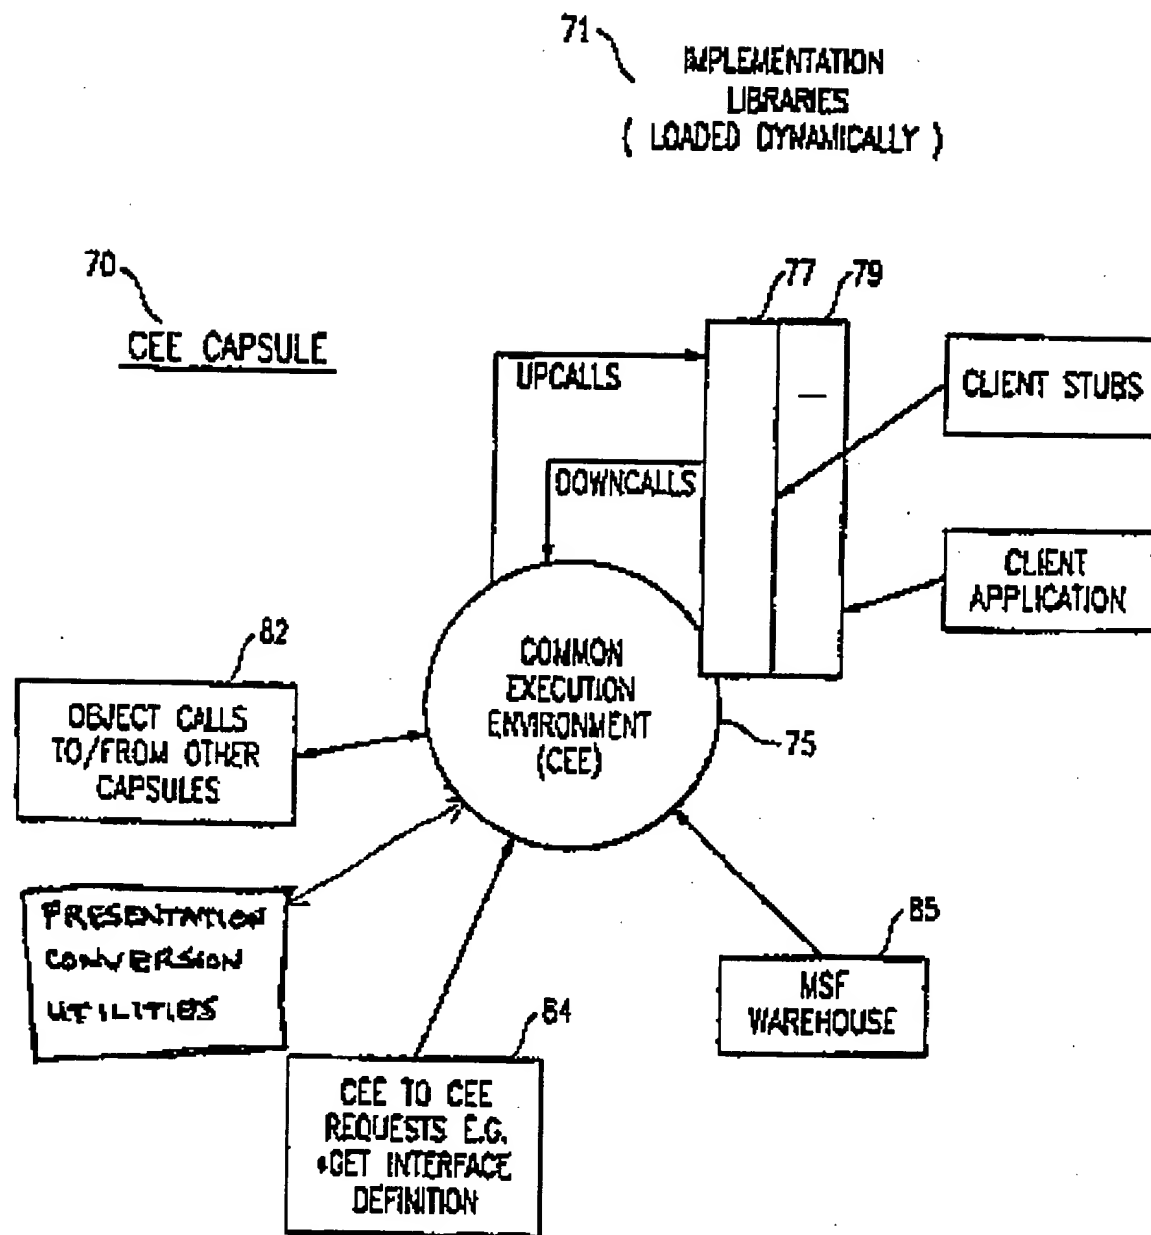 71
IMPLEMENTATION
LIBRARIES
( LOADED DYNAMICALLY )
70
CEE CAPSULE
77
79
UPCALLS
CLIENT STUBS
DOWNCALLS
CLIENT
APPLICATION
82
OBJECT CALLS
TO/FROM OTHER
CAPSULES
COMMON
EXECUTION
ENVIRONMENT
(CEE)
75
PRESENTATION
CONVERSION
UTILITIES
85
MSF
WAREHOUSE
84
CEE TO CEE
REQUESTS E.G.
*GET INTERFACE
DEFINITION